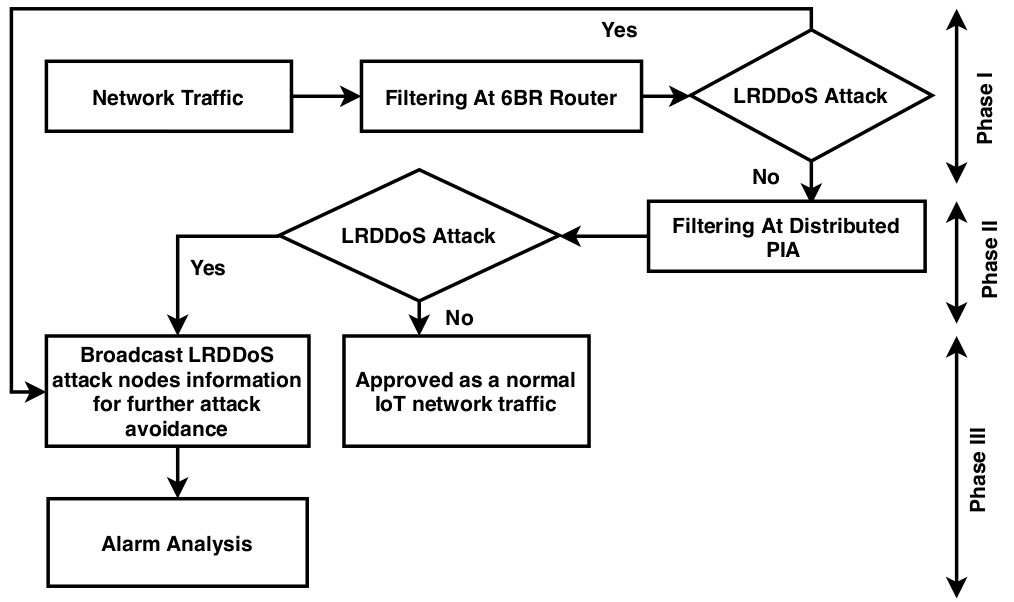 Yes
Network Traffic
Filtering At 6BR Router
LRDDoS Attack
Phase I
No
Filtering At Distributed
PIA
LRDDoS Attack
Phase II
Yes
No
Broadcast LRDDoS
attack nodes information
for further attack
avoidance
Approved as a normal
IoT network traffic
Phase III
Alarm Analysis